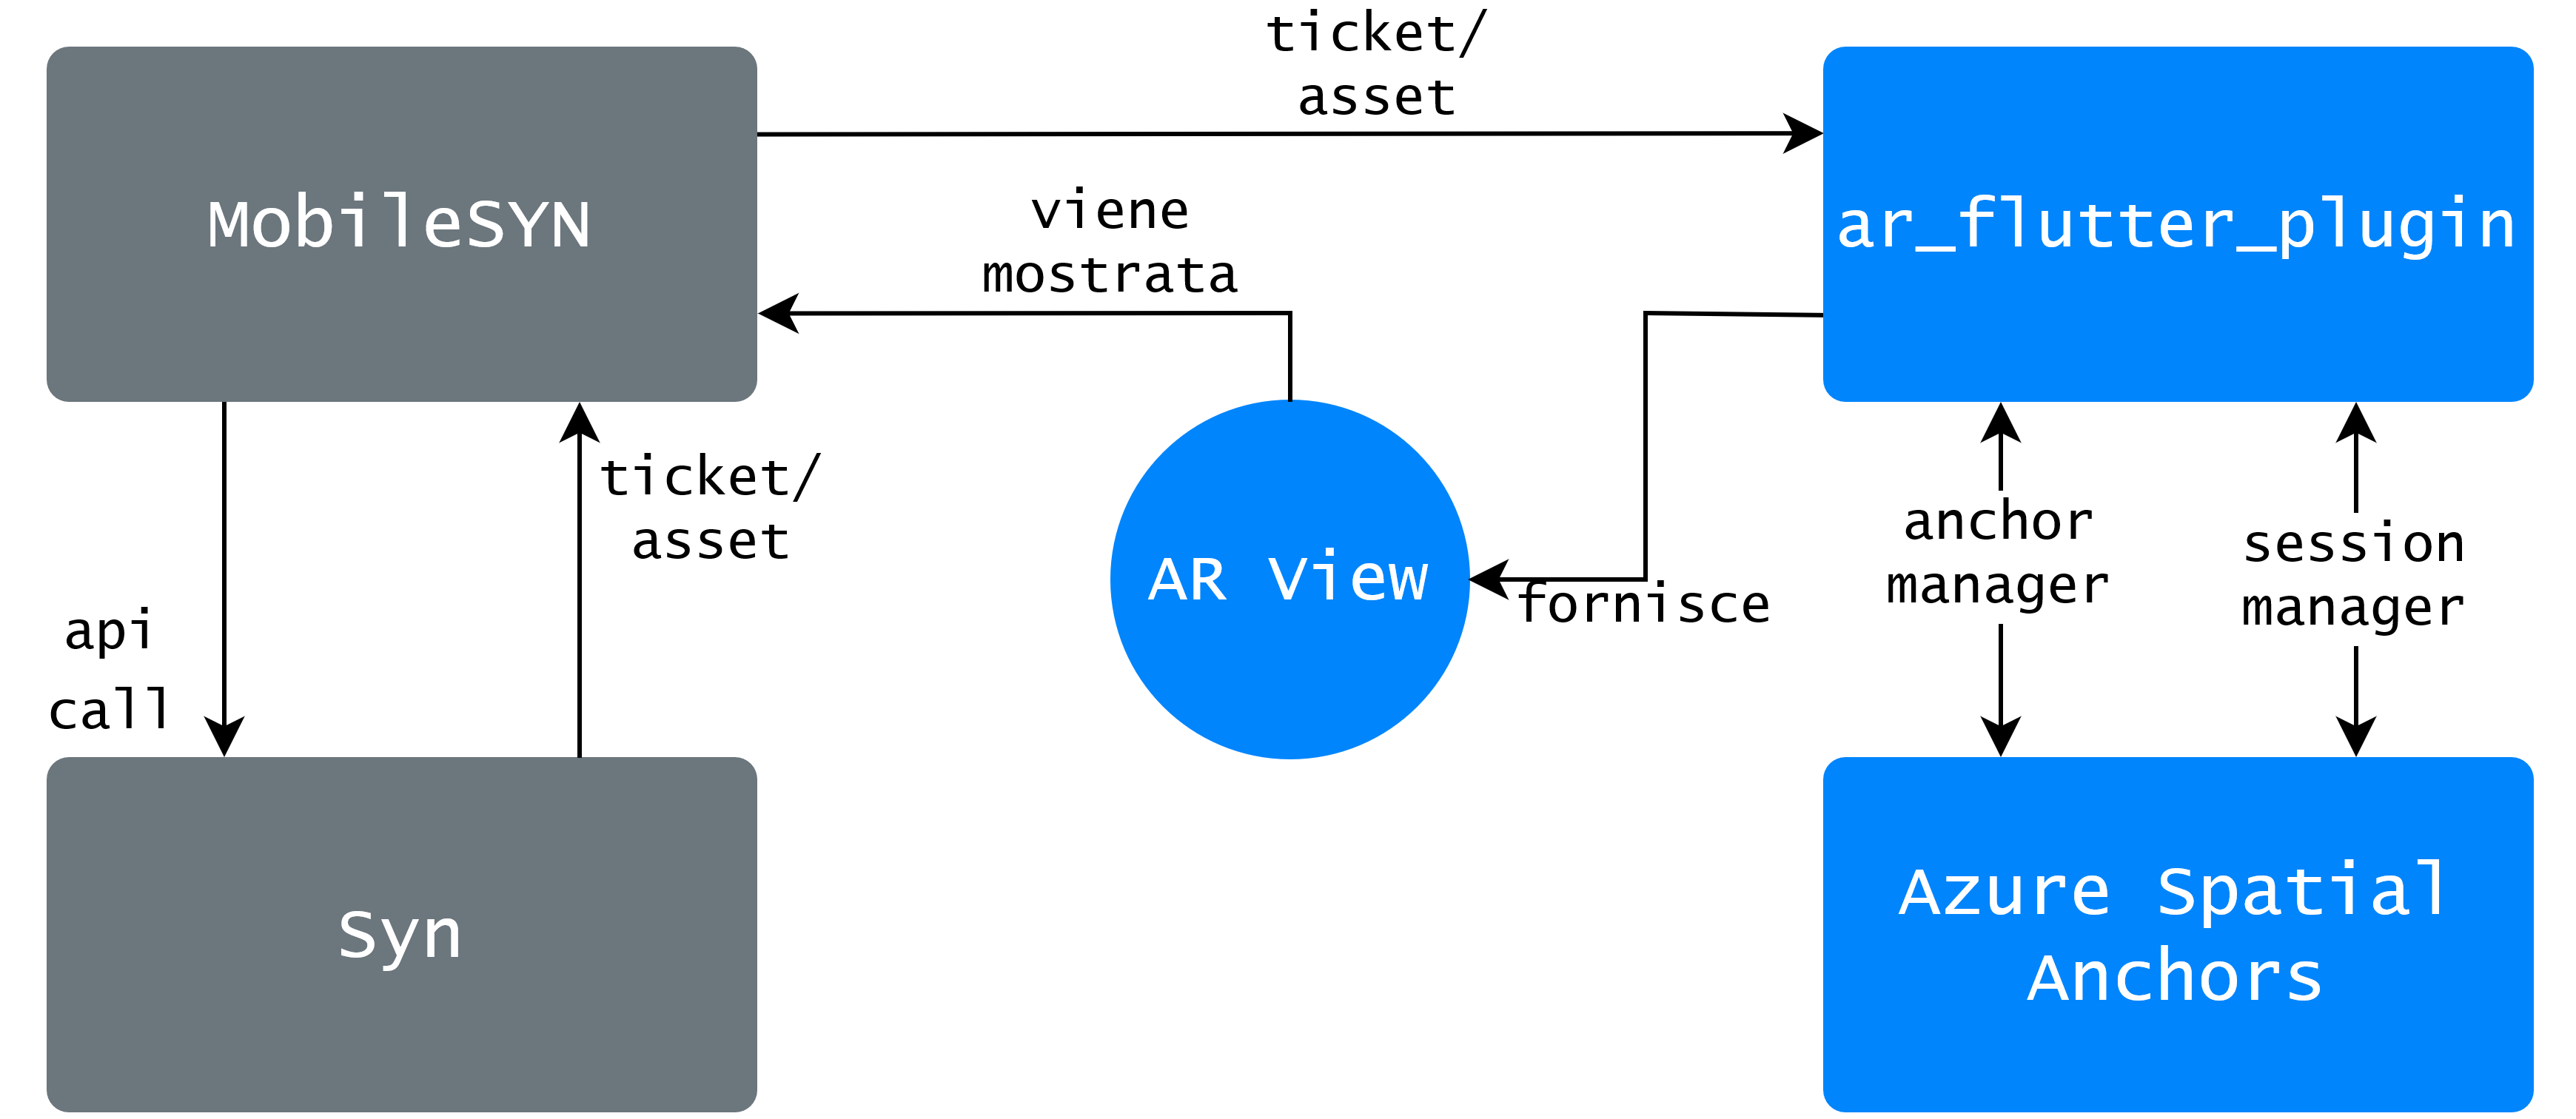 ticket/
asset
MobileSYN
viene
mostrata
ar_flutter_plugin
ticket/
asset
api
call
AR View
fornisce
anchor
manager
session
manager
Syn
Azure Spatial
Anchors